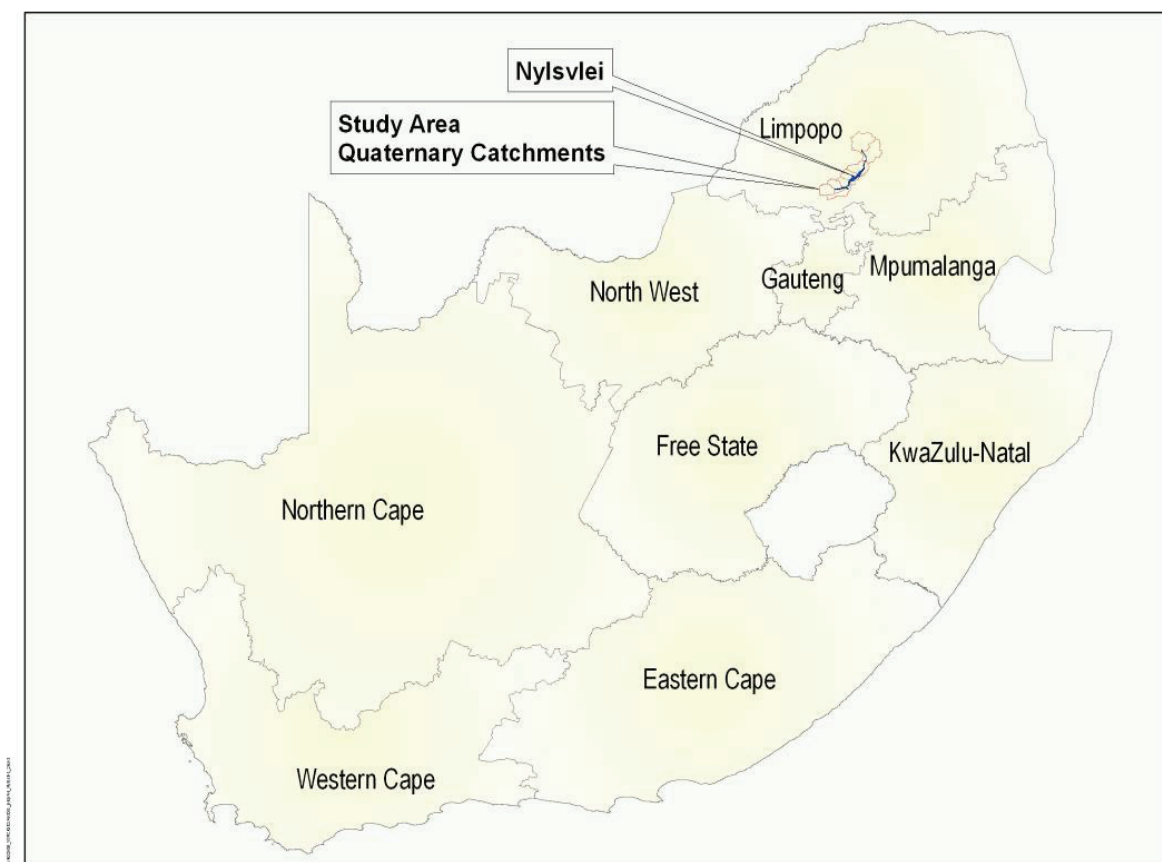 Nylsvlei
Study Area
Quaternary Catchments
Limpopo
Mpumalanga
Gauteng
North West
Free State
KwaZulu-Natal
Northern Cape
Eastern Cape
Western Cape